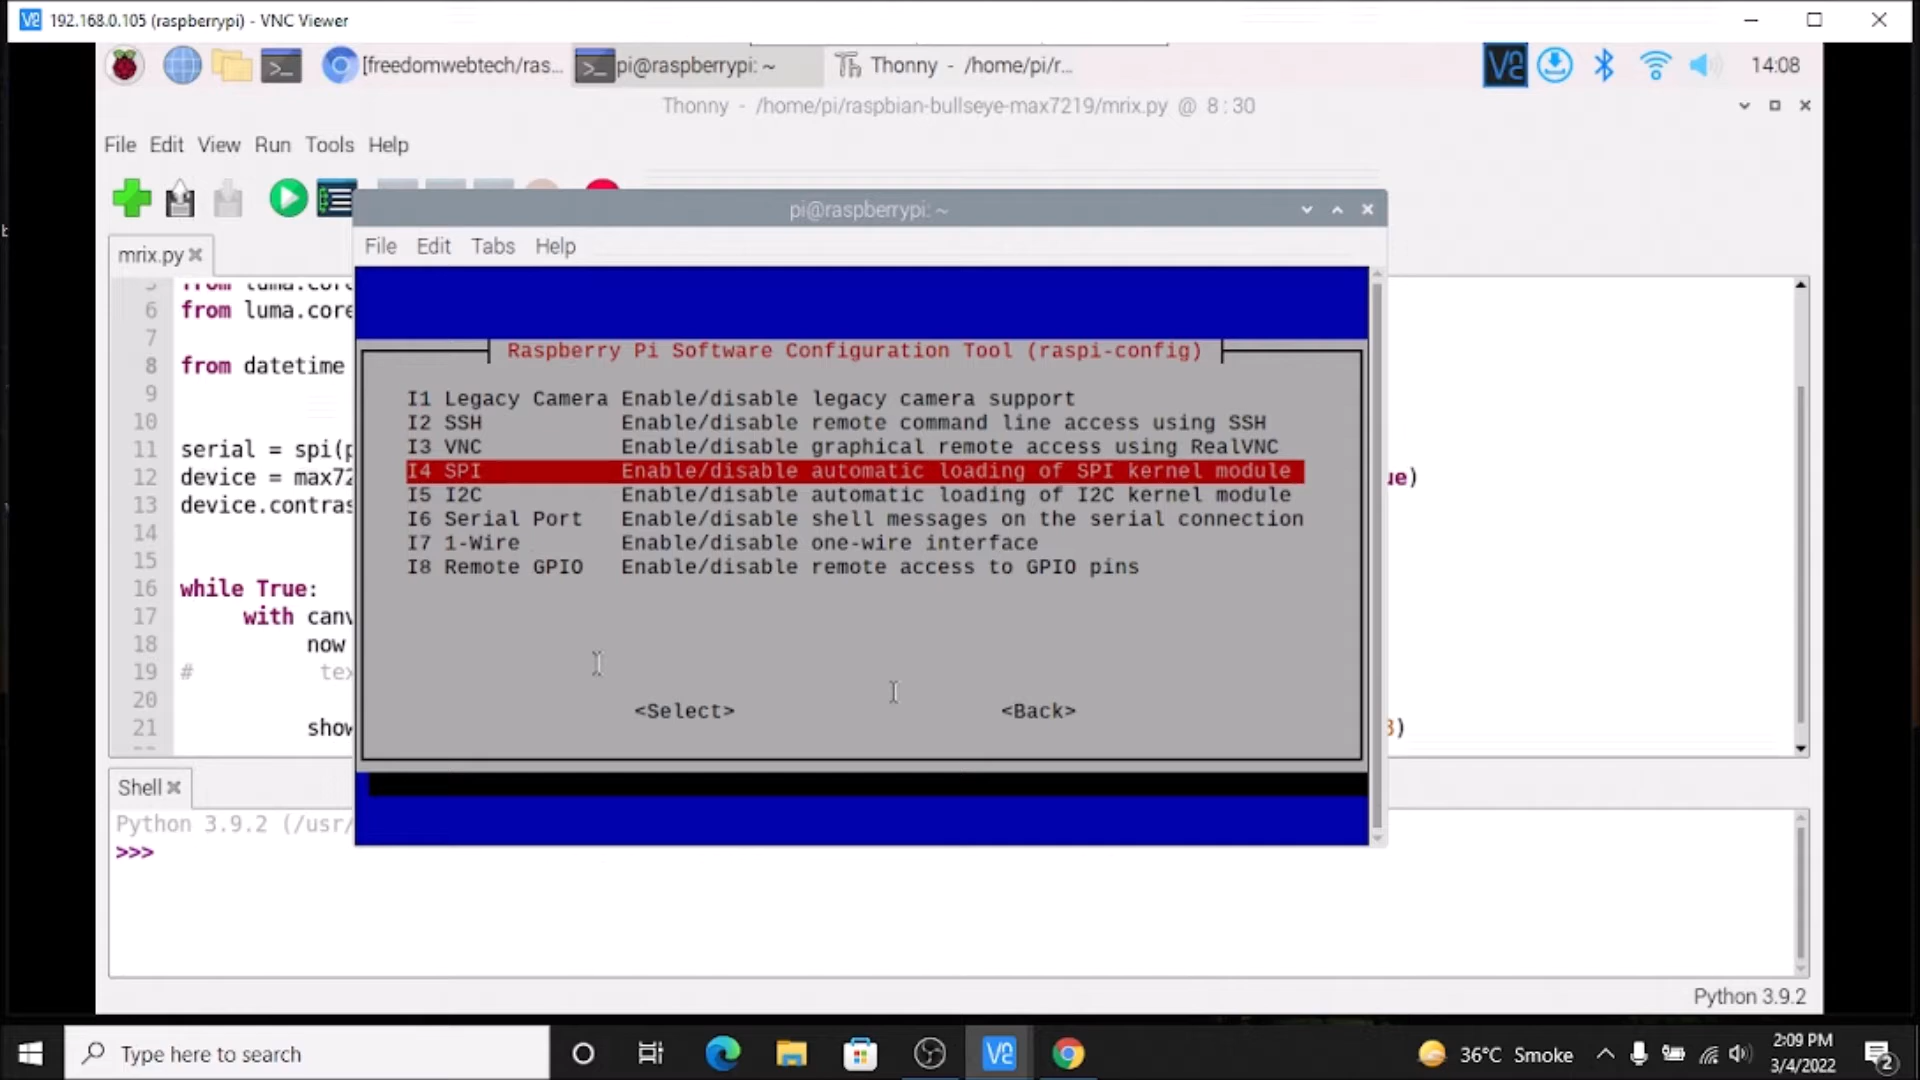 192.168.0.105 (raspberrypi) - VNC Viewer
[freedomwebtech/ras...
pi@raspberrypi: ~
Thonny - /home/pi/r...
14:08
Thonny - /home/pi/raspbian-bullseye-max7219/mrix.py @ 8:30
File Edit View Run Tools Help
pi@raspberrypi: ~
File Edit Tabs Help
mrix.py
6 from luma.core
7
8 from datetime
9
10
11 serial = spi(p
12 device = max72
ue)
13 device.contras
14
15
16 while True:
17 with canv
18 now
19 # tex
20
21 show
3)
Raspberry Pi Software Configuration Tool (raspi-config)
I1 Legacy Camera Enable/disable legacy camera support
I2 SSH Enable/disable remote command line access using SSH
I3 VNC Enable/disable graphical remote access using RealVNC
I4 SPI Enable/disable automatic loading of SPI kernel module
I5 I2C Enable/disable automatic loading of I2C kernel module
I6 Serial Port Enable/disable shell messages on the serial connection
I7 1-Wire Enable/disable one-wire interface
I8 Remote GPIO Enable/disable remote access to GPIO pins
<Select> <Back>
Shell
Python 3.9.2 (/usr/
>>>
Python 3.9.2
Type here to search
36°C Smoke
2:09 PM
3/4/2022
2